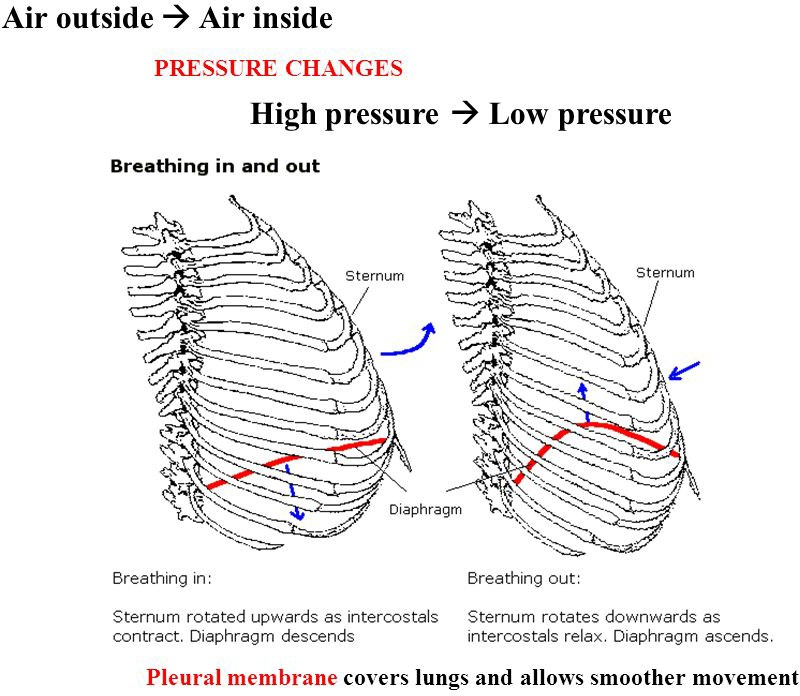 Air outside → Air inside
PRESSURE CHANGES
High pressure → Low pressure
Breathing in and out
Sternum
Sternum
Diaphragm
Breathing in:
Sternum rotated upwards as intercostals
contract. Diaphragm descends
Breathing out:
Sternum rotates downwards as
intercostals relax. Diaphragm ascends.
Pleural membrane covers lungs and allows smoother movement